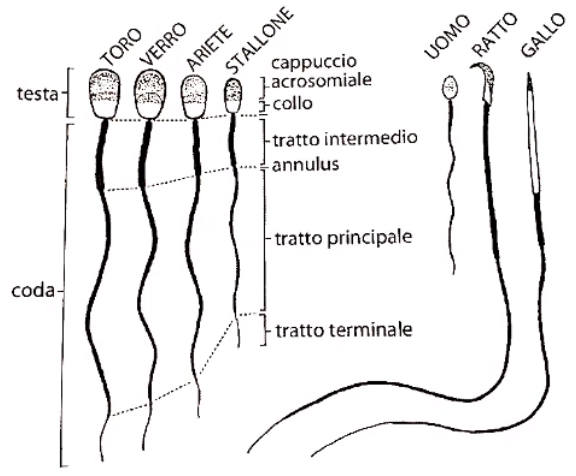 TORO
VERRO
ARIETE
STALLONE
UOMO
RATTO
GALLO
testa
cappuccio
acrosomiale
collo
tratto intermedio
annulus
tratto principale
coda
tratto terminale